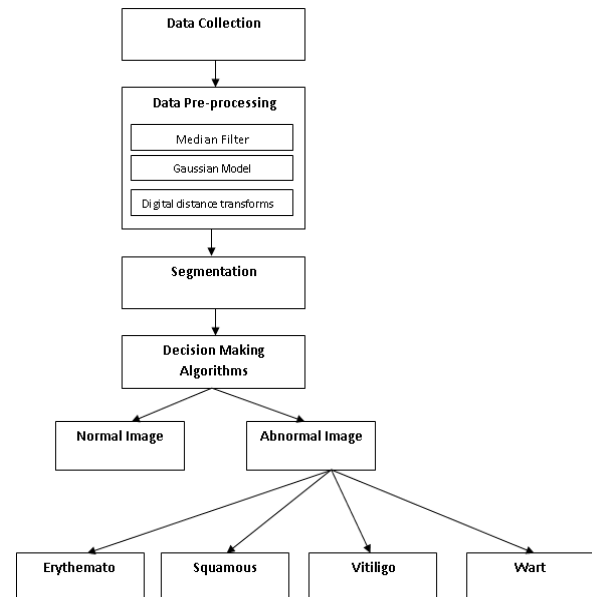 Data Collection
Data Pre-processing
Median Filter
Gaussian Model
Digital distance transforms
Segmentation
Decision Making
Algorithms
Normal Image
Abnormal Image
Erythemato
Squamous
Vitiligo
Wart